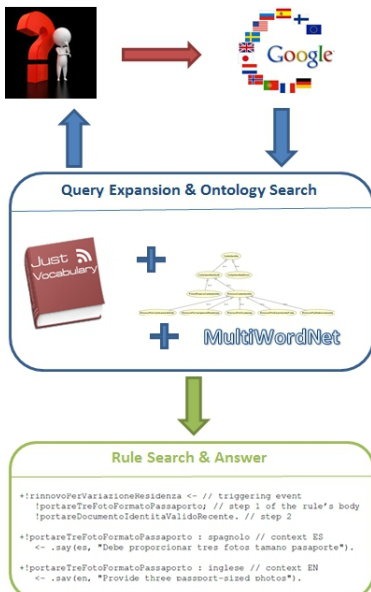 Google
Query Expansion & Ontology Search
Just
Vocabulary
MultiWordNet
Rule Search & Answer
+!rinnovoPerVariazioneResidenza <- // triggering event
!portareTreFotoFormatoPassaporto; // step 1 of the rule's body
!portareDocumentoIdentitaValidoRecente. // step 2
+!portareTreFotoFormatoPassaporto : spagnolo // context ES
<- .say(es, "Debe proporcionar tres fotos tamano pasaporte").
+!portareTreFotoFormatoPassaporto : inglese // context EN
<- .say(en, "Provide three passport-sized photos").